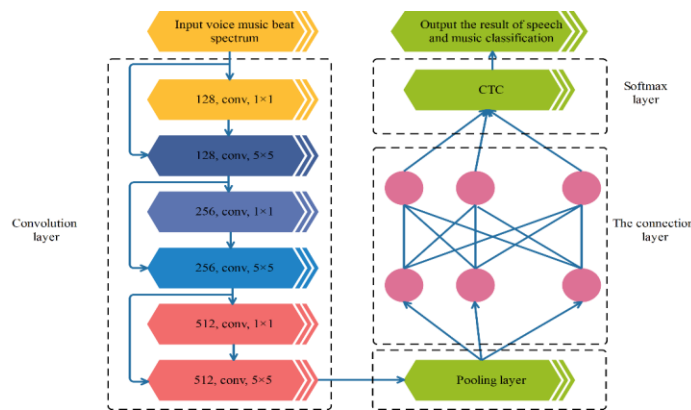 Input voice music beat
spectrum
128, conv, 1×1
128, conv, 5×5
256, conv, 1×1
256, conv, 5×5
512, conv, 1×1
512, conv, 5×5
Convolution
layer
Output the result of speech
and music classification
CTC
Softmax
layer
The connection
layer
Pooling layer